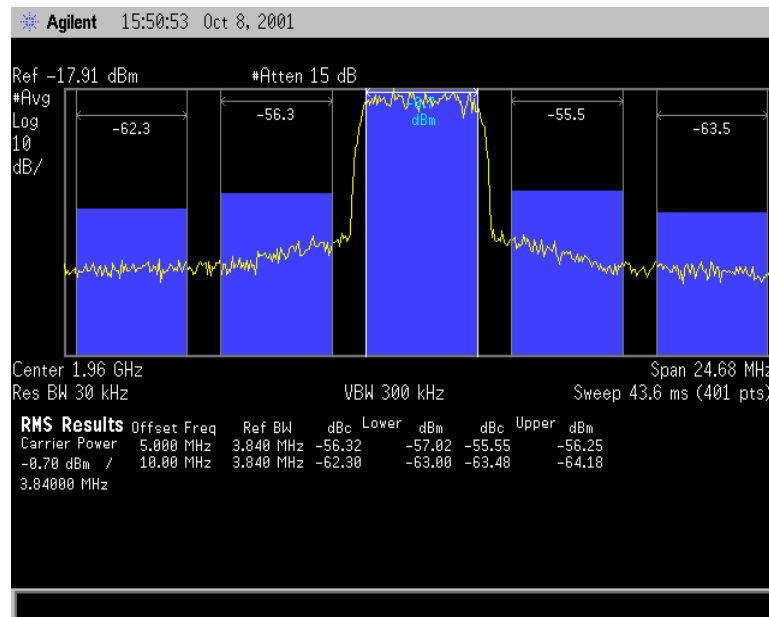 Agilent 15:50:53 Oct 8, 2001
Ref -17.91 dBm #Atten 15 dB
#Avg
Log
10
dB/
-62.3 -56.3 dBm -55.5 -63.5
Center 1.96 GHz Span 24.68 MHz
Res BW 30 kHz VBW 300 kHz Sweep 43.6 ms (401 pts)
RMS Results Offset Freq Ref BW dBc Lower dBm dBc Upper dBm
Carrier Power 5.000 MHz 3.840 MHz -56.32 -57.02 -55.55 -56.25
-0.70 dBm / 10.00 MHz 3.840 MHz -62.30 -63.00 -63.48 -64.18
3.84000 MHz